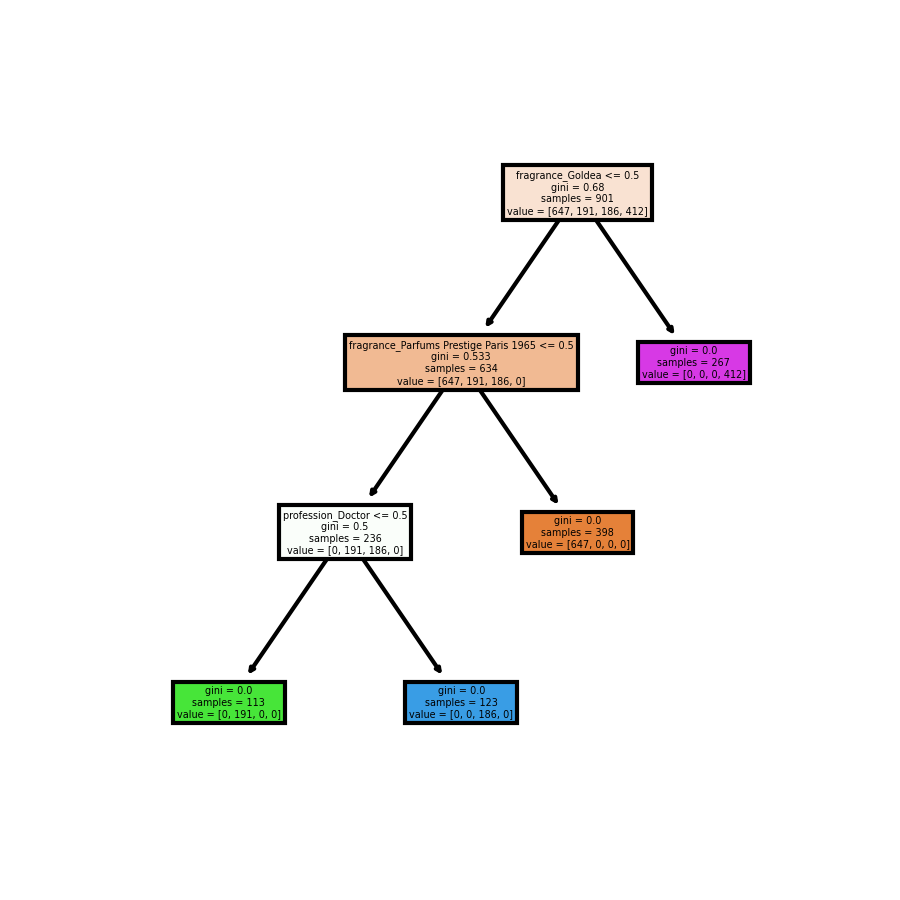 fragrance_Goldea <= 0.5
gini = 0.68
samples = 901
value = [647, 191, 186, 412]
fragrance_Parfums Prestige Paris 1965 <= 0.5
gini = 0.533
samples = 634
value = [647, 191, 186, 0]
gini = 0.0
samples = 267
value = [0, 0, 0, 412]
profession_Doctor <= 0.5
gini = 0.5
samples = 236
value = [0, 191, 186, 0]
gini = 0.0
samples = 398
value = [647, 0, 0, 0]
gini = 0.0
samples = 113
value = [0, 191, 0, 0]
gini = 0.0
samples = 123
value = [0, 0, 186, 0]